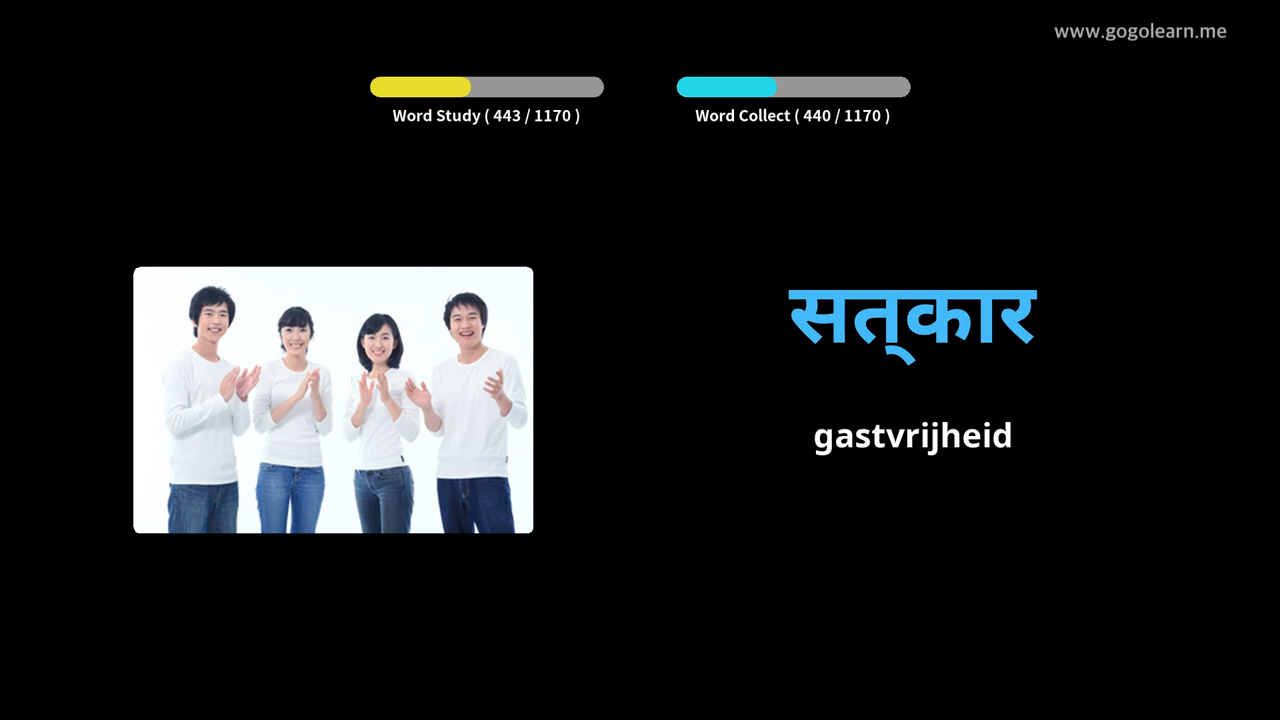 www.gogolearn.me
Word Study ( 443 / 1170 )
Word Collect ( 440 / 1170 )
सत्‌कार
gastvrijheid